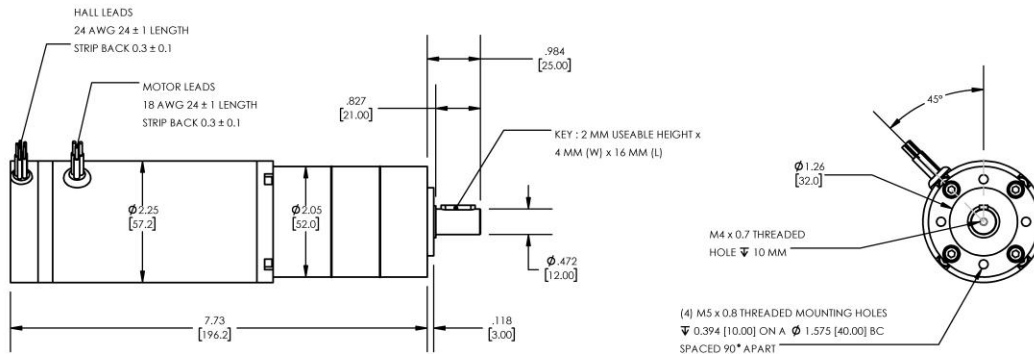 HALL LEADS
24 AWG 24 ± 1 LENGTH
STRIP BACK 0.3 ± 0.1
MOTOR LEADS
18 AWG 24 ± 1 LENGTH
STRIP BACK 0.3 ± 0.1
.984
[25.00]
.827
[21.00]
KEY : 2 MM USEABLE HEIGHT x
4 MM (W) x 16 MM (L)
Ø2.25
[57.2]
Ø2.05
[52.0]
Ø.472
[12.00]
7.73
[196.2]
.118
[3.00]
45°
Ø1.26
[32.0]
M4 x 0.7 THREADED
HOLE ↧ 10 MM
(4) M5 x 0.8 THREADED MOUNTING HOLES
↧ 0.394 [10.00] ON A Ø 1.575 [40.00] BC
SPACED 90° APART